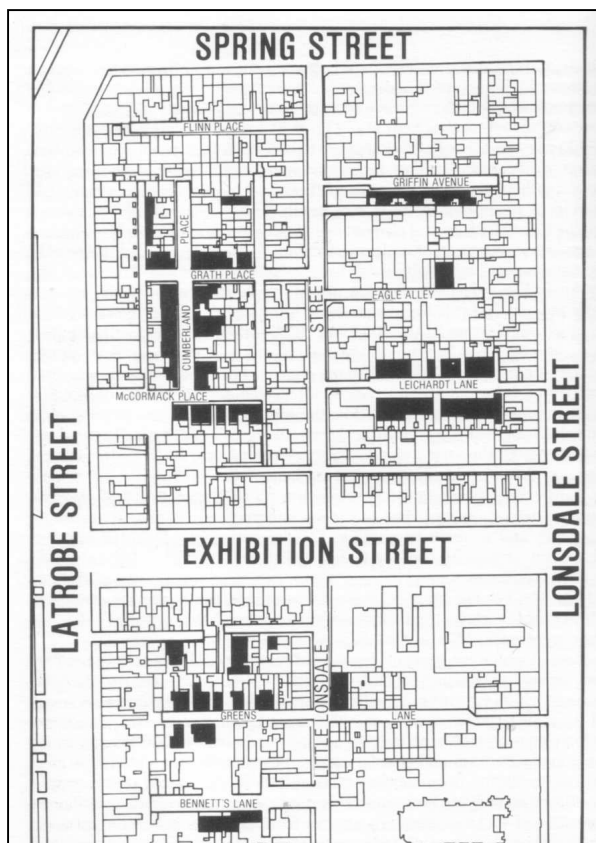 SPRING STREET
FLINN PLACE
GRIFFIN AVENUE
PLACE
GRATH PLACE
STREET
EAGLE ALLEY
CUMBERLAND
LEICHARDT LANE
McCORMACK PLACE
LATROBE STREET
LONSDALE STREET
EXHIBITION STREET
LITTLE LONSDALE
GREENS
LANE
BENNETT'S LANE